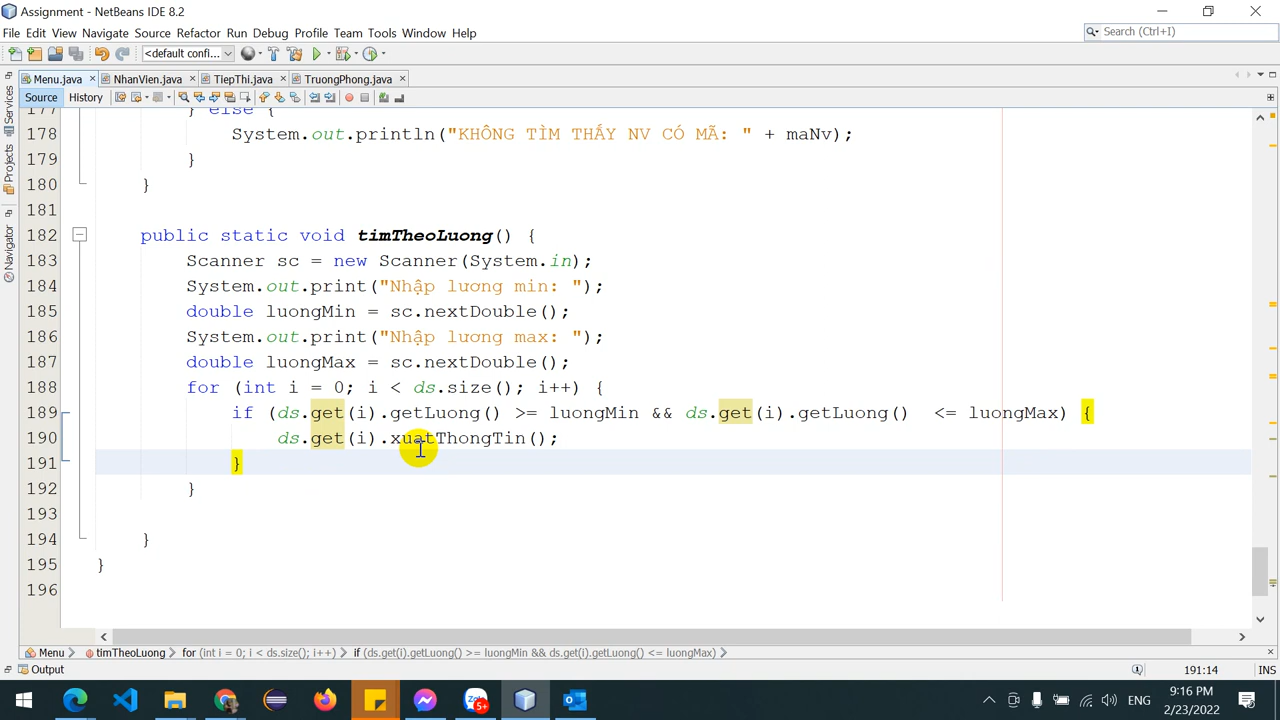 Assignment - NetBeans IDE 8.2
File Edit View Navigate Source Refactor Run Debug Profile Team Tools Window Help
Search (Ctrl+I)
<default confi...
Menu.java NhanVien.java TiepThi.java TruongPhong.java
Source History
Services
Projects
Navigator
177 } else {
178 System.out.println("KHÔNG TÌM THẤY NV CÓ MÃ: " + maNv);
179 }
180 }
181
182 public static void timTheoLuong() {
183 Scanner sc = new Scanner(System.in);
184 System.out.print("Nhập lương min: ");
185 double luongMin = sc.nextDouble();
186 System.out.print("Nhập lương max: ");
187 double luongMax = sc.nextDouble();
188 for (int i = 0; i < ds.size(); i++) {
189 if (ds.get(i).getLuong() >= luongMin && ds.get(i).getLuong() <= luongMax) {
190 ds.get(i).xuatThongTin();
191 }
192 }
193
194 }
195 }
196
Menu timTheoLuong for (int i = 0; i < ds.size(); i++) if (ds.get(i).getLuong() >= luongMin && ds.get(i).getLuong() <= luongMax)
Output 191:14 INS
5+
ENG
9:16 PM
2/23/2022